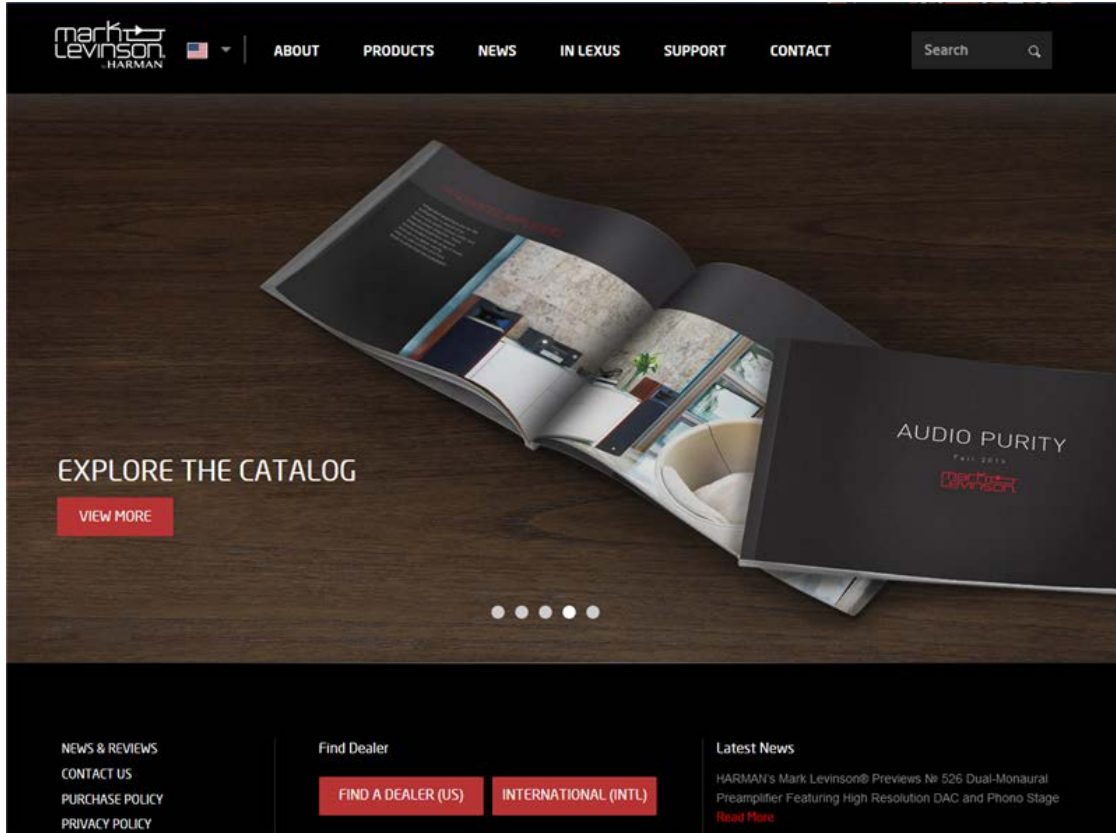 mark
Levinson.
by HARMAN
ABOUT
PRODUCTS
NEWS
IN LEXUS
SUPPORT
CONTACT
Search
AUDIO PURITY
mark
Levinson
EXPLORE THE CATALOG
VIEW MORE
NEWS & REVIEWS
CONTACT US
PURCHASE POLICY
PRIVACY POLICY
Find Dealer
FIND A DEALER (US)
INTERNATIONAL (INTL)
Latest News
HARMAN's Mark Levinson® Previews № 526 Dual-Monaural
Preamplifier Featuring High Resolution DAC and Phono Stage
Read More